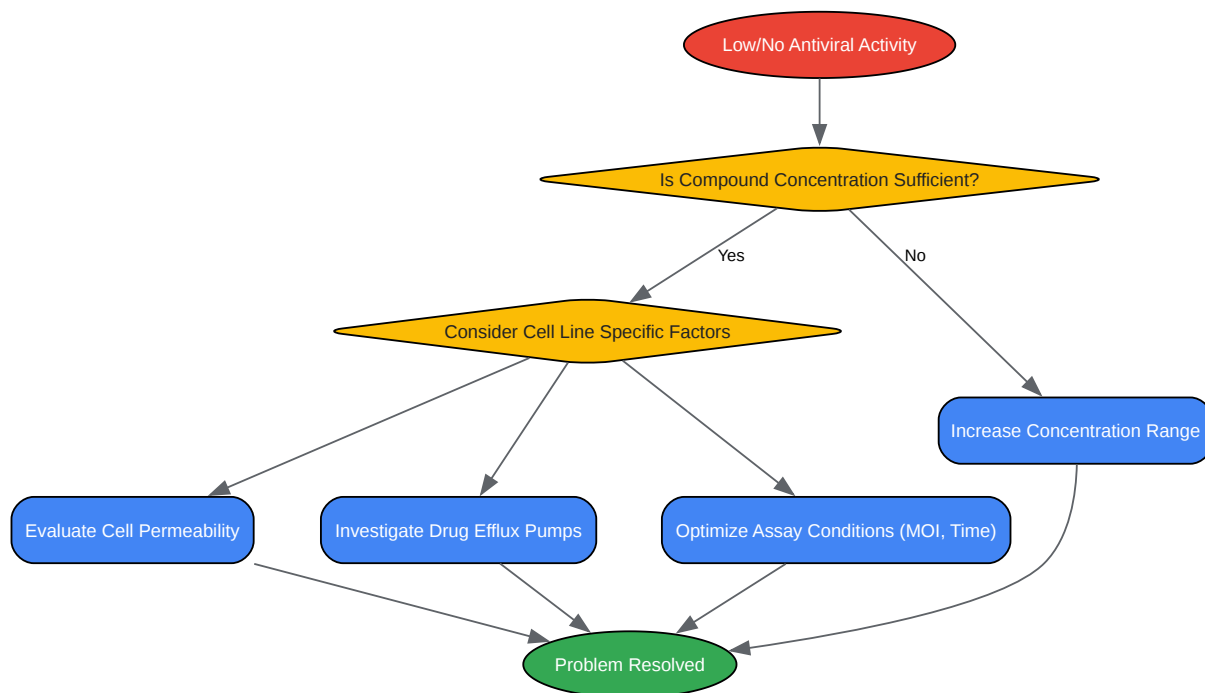 Low/No Antiviral Activity
Is Compound Concentration Sufficient?
Yes
No
Consider Cell Line Specific Factors
Increase Concentration Range
Evaluate Cell Permeability
Investigate Drug Efflux Pumps
Optimize Assay Conditions (MOI, Time)
Problem Resolved